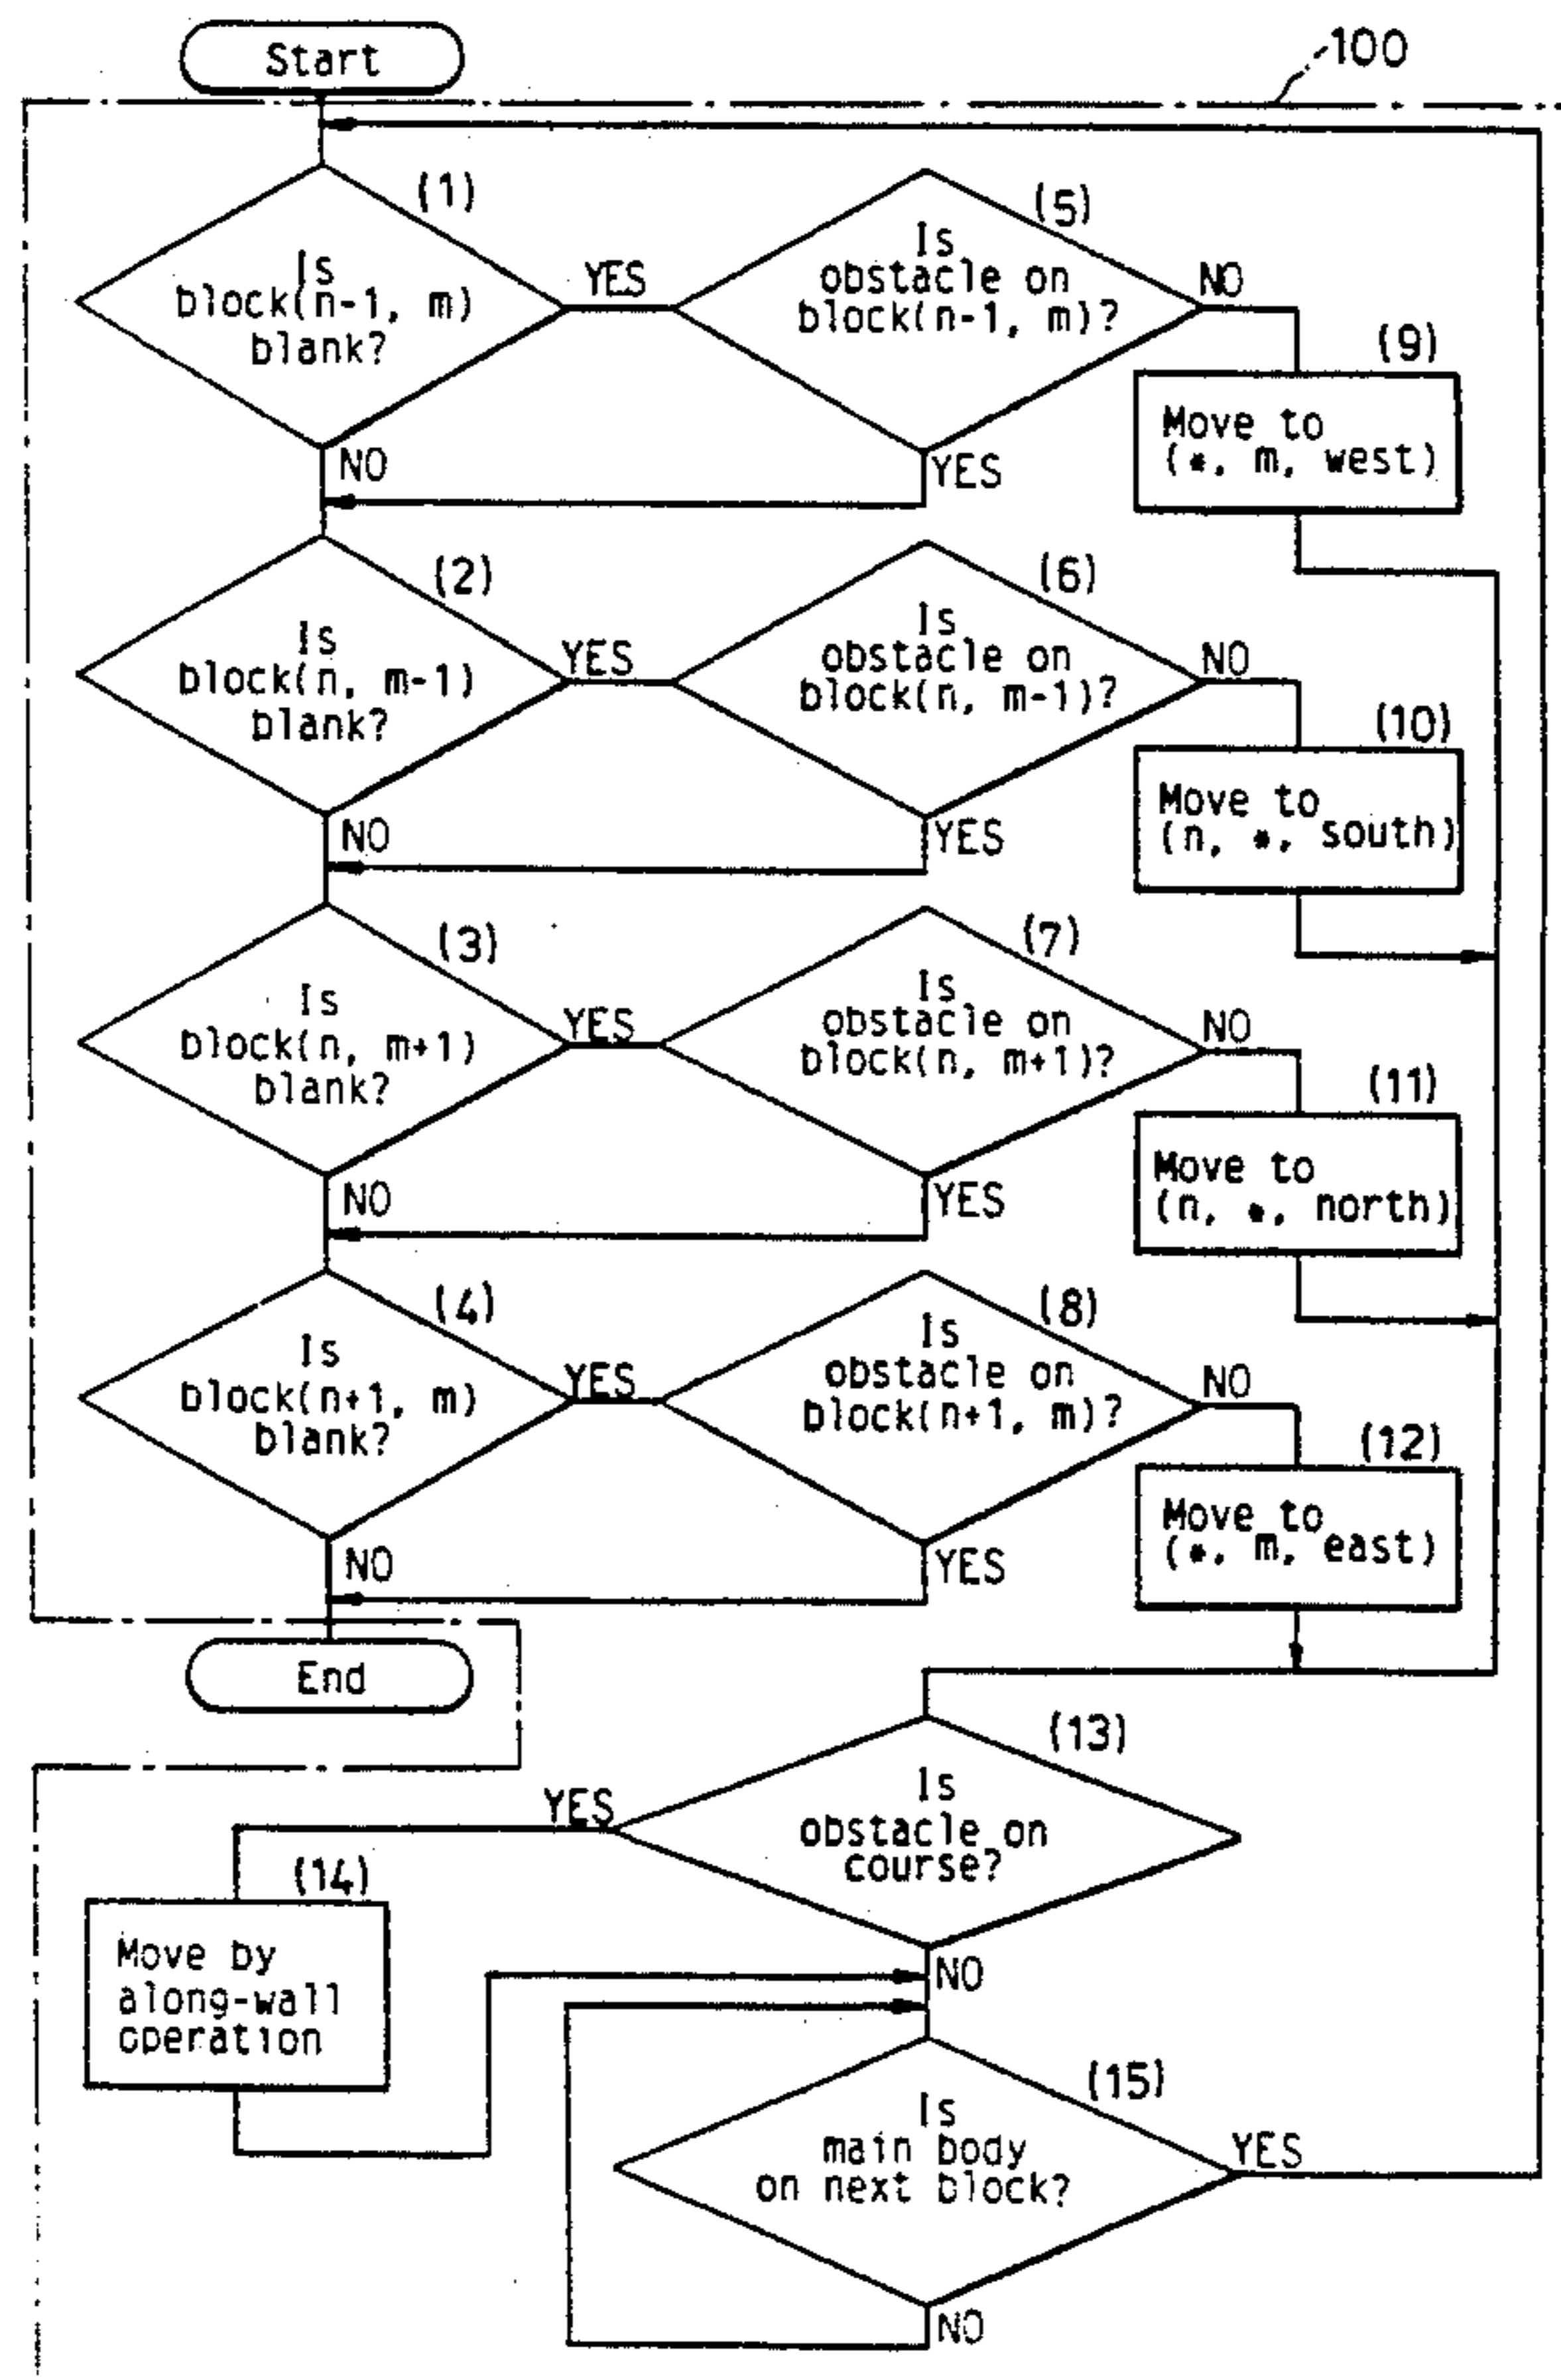 Start
100
(1)
Is
block(n-1, m)
blank?
YES
NO
(5)
Is
obstacle on
block(n-1, m)?
NO
YES
(9)
Move to
(*, m, west)
(2)
Is
block(n, m-1)
blank?
YES
NO
(6)
Is
obstacle on
block(n, m-1)?
NO
YES
(10)
Move to
(n, *, south)
(3)
Is
block(n, m+1)
blank?
YES
NO
(7)
Is
obstacle on
block(n, m+1)?
NO
YES
(11)
Move to
(n, *, north)
(4)
Is
block(n+1, m)
blank?
YES
NO
(8)
Is
obstacle on
block(n+1, m)?
NO
YES
(12)
Move to
(*, m, east)
End
(13)
Is
obstacle on
course?
YES
NO
(14)
Move by
along-wall
operation
(15)
Is
main body
on next block?
YES
NO